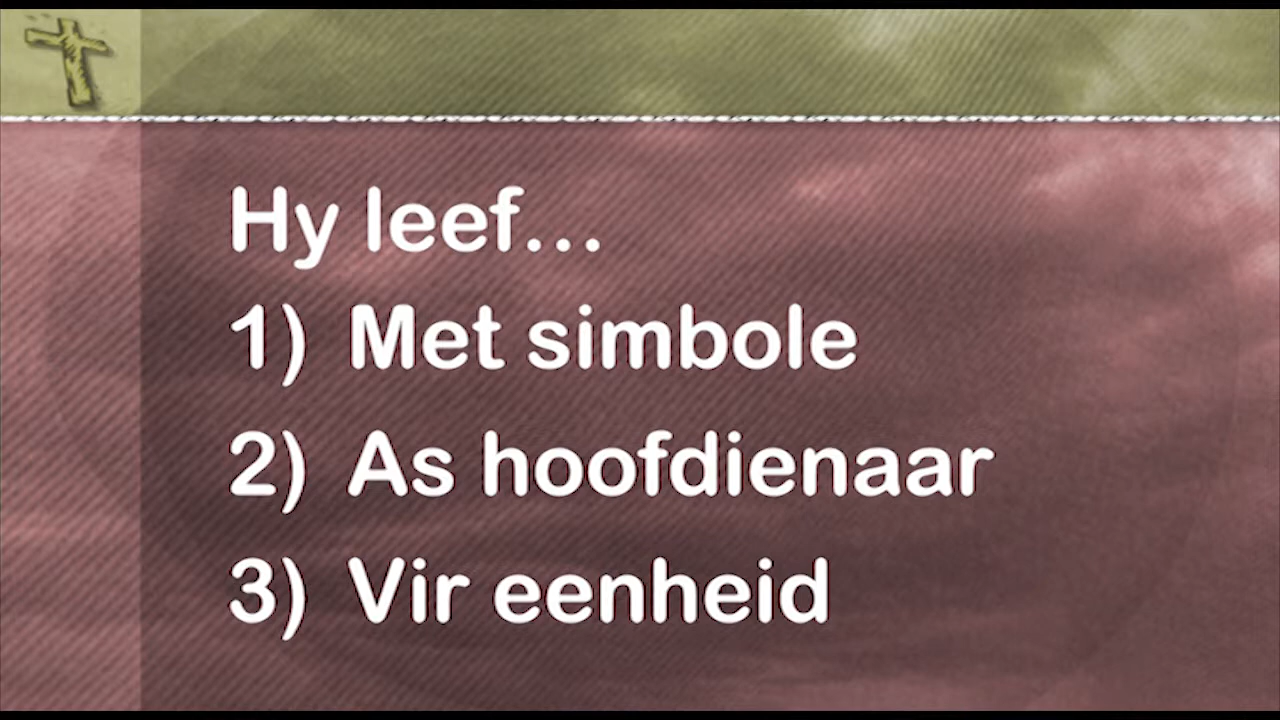 Hy leef...
1) Met simbole
2) As hoofdienaar
3) Vir eenheid